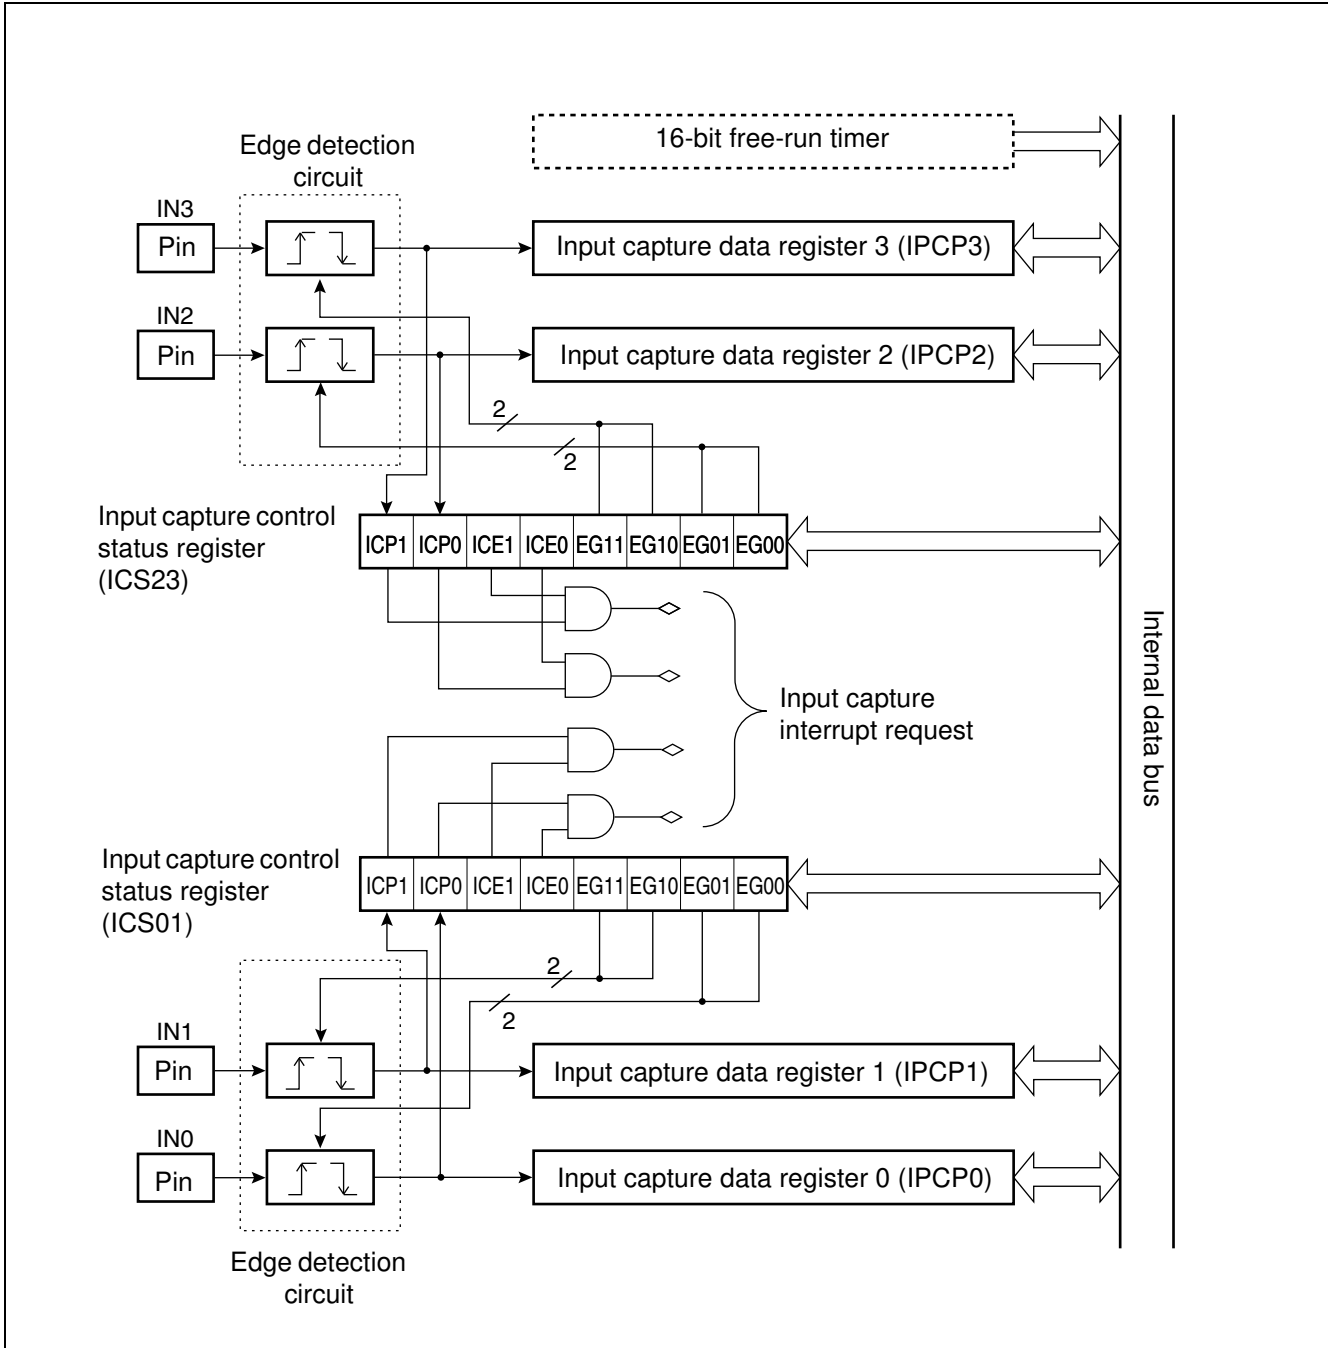 16-bit free-run timer
Edge detection
circuit
IN3
Pin
Input capture data register 3 (IPCP3)
IN2
Pin
Input capture data register 2 (IPCP2)
2
2
Input capture control
status register
(ICS23)
ICP1 ICP0 ICE1 ICE0 EG11 EG10 EG01 EG00
Input capture
interrupt request
Internal data bus
Input capture control
status register
(ICS01)
ICP1 ICP0 ICE1 ICE0 EG11 EG10 EG01 EG00
2
2
IN1
Pin
Input capture data register 1 (IPCP1)
IN0
Pin
Input capture data register 0 (IPCP0)
Edge detection
circuit